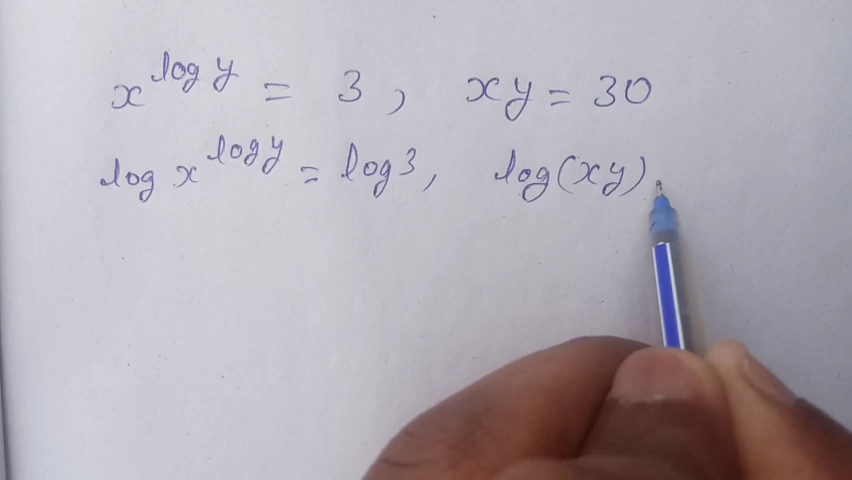 x^log y = 3, xy = 30
log x^log y = log 3, log(xy)